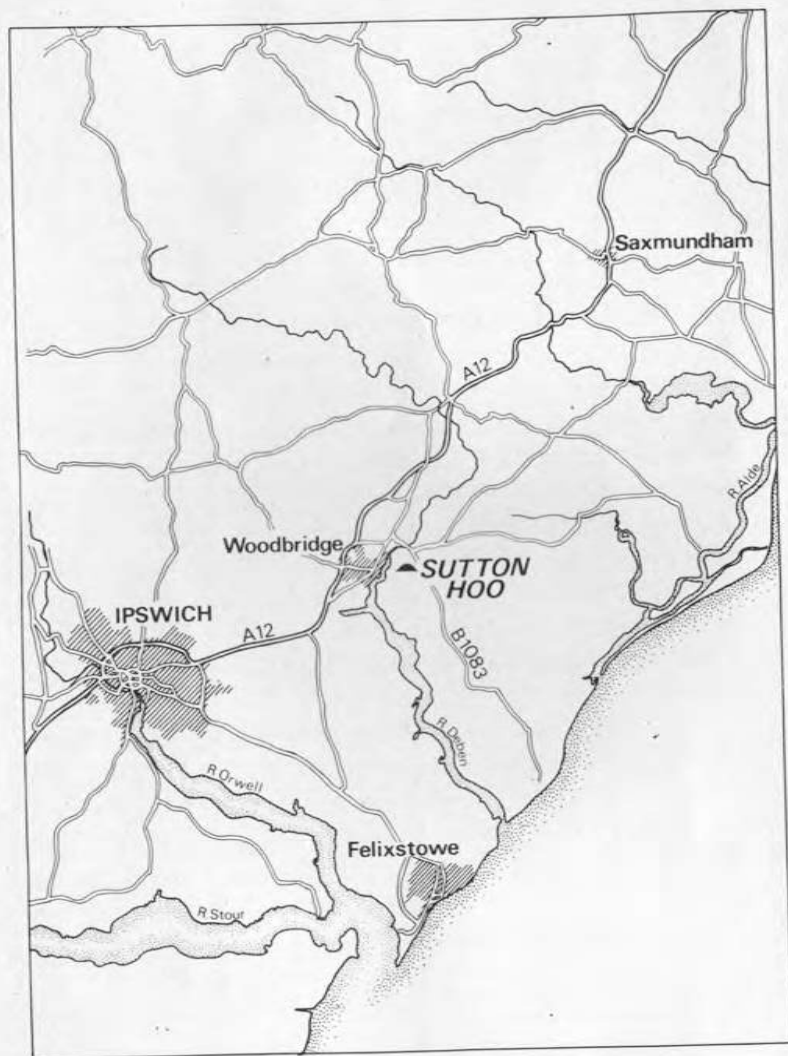 Saxmundham
A12
R Alde
Woodbridge
SUTTON
HOO
IPSWICH
A12
B1083
R Deben
R Orwell
Felixstowe
R Stour